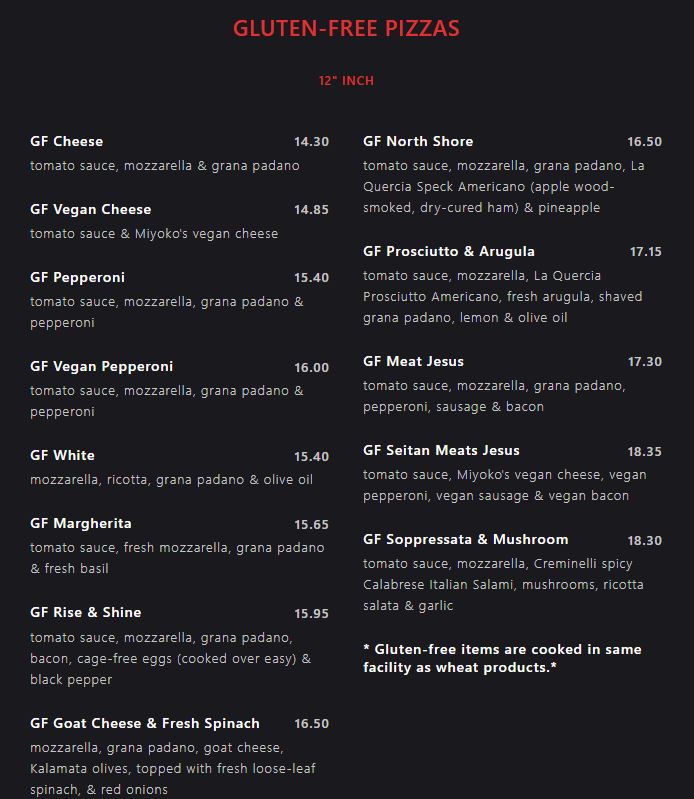 GLUTEN-FREE PIZZAS
12" INCH
GF Cheese 14.30
tomato sauce, mozzarella & grana padano
GF Vegan Cheese 14.85
tomato sauce & Miyoko's vegan cheese
GF Pepperoni 15.40
tomato sauce, mozzarella, grana padano &
pepperoni
GF Vegan Pepperoni 16.00
tomato sauce, mozzarella, grana padano &
pepperoni
GF White 15.40
mozzarella, ricotta, grana padano & olive oil
GF Margherita 15.65
tomato sauce, fresh mozzarella, grana padano
& fresh basil
GF Rise & Shine 15.95
tomato sauce, mozzarella, grana padano,
bacon, cage-free eggs (cooked over easy) &
black pepper
GF Goat Cheese & Fresh Spinach 16.50
mozzarella, grana padano, goat cheese,
Kalamata olives, topped with fresh loose-leaf
spinach, & red onions
GF North Shore 16.50
tomato sauce, mozzarella, grana padano, La
Quercia Speck Americano (apple wood-
smoked, dry-cured ham) & pineapple
GF Prosciutto & Arugula 17.15
tomato sauce, mozzarella, La Quercia
Prosciutto Americano, fresh arugula, shaved
grana padano, lemon & olive oil
GF Meat Jesus 17.30
tomato sauce, mozzarella, grana padano,
pepperoni, sausage & bacon
GF Seitan Meats Jesus 18.35
tomato sauce, Miyoko's vegan cheese, vegan
pepperoni, vegan sausage & vegan bacon
GF Soppressata & Mushroom 18.30
tomato sauce, mozzarella, Creminelli spicy
Calabrese Italian Salami, mushrooms, ricotta
salata & garlic
* Gluten-free items are cooked in same
facility as wheat products.*